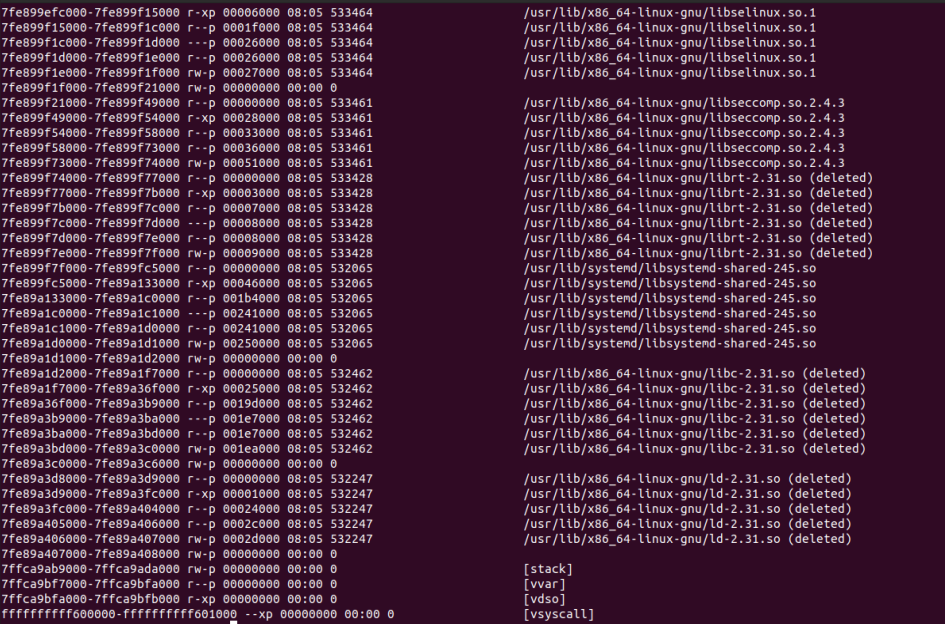 7fe899efc000-7fe899f15000 r-xp 00006000 08:05 533464 /usr/lib/x86_64-linux-gnu/libselinux.so.1
7fe899f15000-7fe899f1c000 r--p 0001f000 08:05 533464 /usr/lib/x86_64-linux-gnu/libselinux.so.1
7fe899f1c000-7fe899f1d000 ---p 00026000 08:05 533464 /usr/lib/x86_64-linux-gnu/libselinux.so.1
7fe899f1d000-7fe899f1e000 r--p 00026000 08:05 533464 /usr/lib/x86_64-linux-gnu/libselinux.so.1
7fe899f1e000-7fe899f1f000 rw-p 00027000 08:05 533464 /usr/lib/x86_64-linux-gnu/libselinux.so.1
7fe899f1f000-7fe899f21000 rw-p 00000000 00:00 0
7fe899f21000-7fe899f49000 r--p 00000000 08:05 533461 /usr/lib/x86_64-linux-gnu/libseccomp.so.2.4.3
7fe899f49000-7fe899f54000 r-xp 00028000 08:05 533461 /usr/lib/x86_64-linux-gnu/libseccomp.so.2.4.3
7fe899f54000-7fe899f58000 r--p 00033000 08:05 533461 /usr/lib/x86_64-linux-gnu/libseccomp.so.2.4.3
7fe899f58000-7fe899f73000 r--p 00036000 08:05 533461 /usr/lib/x86_64-linux-gnu/libseccomp.so.2.4.3
7fe899f73000-7fe899f74000 rw-p 00051000 08:05 533461 /usr/lib/x86_64-linux-gnu/libseccomp.so.2.4.3
7fe899f74000-7fe899f77000 r--p 00000000 08:05 533428 /usr/lib/x86_64-linux-gnu/librt-2.31.so (deleted)
7fe899f77000-7fe899f7b000 r-xp 00003000 08:05 533428 /usr/lib/x86_64-linux-gnu/librt-2.31.so (deleted)
7fe899f7b000-7fe899f7c000 r--p 00007000 08:05 533428 /usr/lib/x86_64-linux-gnu/librt-2.31.so (deleted)
7fe899f7c000-7fe899f7d000 ---p 00008000 08:05 533428 /usr/lib/x86_64-linux-gnu/librt-2.31.so (deleted)
7fe899f7d000-7fe899f7e000 r--p 00008000 08:05 533428 /usr/lib/x86_64-linux-gnu/librt-2.31.so (deleted)
7fe899f7e000-7fe899f7f000 rw-p 00009000 08:05 533428 /usr/lib/x86_64-linux-gnu/librt-2.31.so (deleted)
7fe899f7f000-7fe899fc5000 r--p 00000000 08:05 532065 /usr/lib/systemd/libsystemd-shared-245.so
7fe899fc5000-7fe89a133000 r-xp 00046000 08:05 532065 /usr/lib/systemd/libsystemd-shared-245.so
7fe89a133000-7fe89a1c0000 r--p 001b4000 08:05 532065 /usr/lib/systemd/libsystemd-shared-245.so
7fe89a1c0000-7fe89a1c1000 ---p 00241000 08:05 532065 /usr/lib/systemd/libsystemd-shared-245.so
7fe89a1c1000-7fe89a1d0000 r--p 00241000 08:05 532065 /usr/lib/systemd/libsystemd-shared-245.so
7fe89a1d0000-7fe89a1d1000 rw-p 00250000 08:05 532065 /usr/lib/systemd/libsystemd-shared-245.so
7fe89a1d1000-7fe89a1d2000 rw-p 00000000 00:00 0
7fe89a1d2000-7fe89a1f7000 r--p 00000000 08:05 532462 /usr/lib/x86_64-linux-gnu/libc-2.31.so (deleted)
7fe89a1f7000-7fe89a36f000 r-xp 00025000 08:05 532462 /usr/lib/x86_64-linux-gnu/libc-2.31.so (deleted)
7fe89a36f000-7fe89a3b9000 r--p 0019d000 08:05 532462 /usr/lib/x86_64-linux-gnu/libc-2.31.so (deleted)
7fe89a3b9000-7fe89a3ba000 ---p 001e7000 08:05 532462 /usr/lib/x86_64-linux-gnu/libc-2.31.so (deleted)
7fe89a3ba000-7fe89a3bd000 r--p 001e7000 08:05 532462 /usr/lib/x86_64-linux-gnu/libc-2.31.so (deleted)
7fe89a3bd000-7fe89a3c0000 rw-p 001ea000 08:05 532462 /usr/lib/x86_64-linux-gnu/libc-2.31.so (deleted)
7fe89a3c0000-7fe89a3c6000 rw-p 00000000 00:00 0
7fe89a3d8000-7fe89a3d9000 r--p 00000000 08:05 532247 /usr/lib/x86_64-linux-gnu/ld-2.31.so (deleted)
7fe89a3d9000-7fe89a3fc000 r-xp 00001000 08:05 532247 /usr/lib/x86_64-linux-gnu/ld-2.31.so (deleted)
7fe89a3fc000-7fe89a404000 r--p 00024000 08:05 532247 /usr/lib/x86_64-linux-gnu/ld-2.31.so (deleted)
7fe89a405000-7fe89a406000 r--p 0002c000 08:05 532247 /usr/lib/x86_64-linux-gnu/ld-2.31.so (deleted)
7fe89a406000-7fe89a407000 rw-p 0002d000 08:05 532247 /usr/lib/x86_64-linux-gnu/ld-2.31.so (deleted)
7fe89a407000-7fe89a408000 rw-p 00000000 00:00 0
7ffca9ab9000-7ffca9ada000 rw-p 00000000 00:00 0 [stack]
7ffca9bf7000-7ffca9bfa000 r--p 00000000 00:00 0 [vvar]
7ffca9bfa000-7ffca9bfb000 r-xp 00000000 00:00 0 [vdso]
ffffffffff600000-ffffffffff601000 --xp 00000000 00:00 0 [vsyscall]